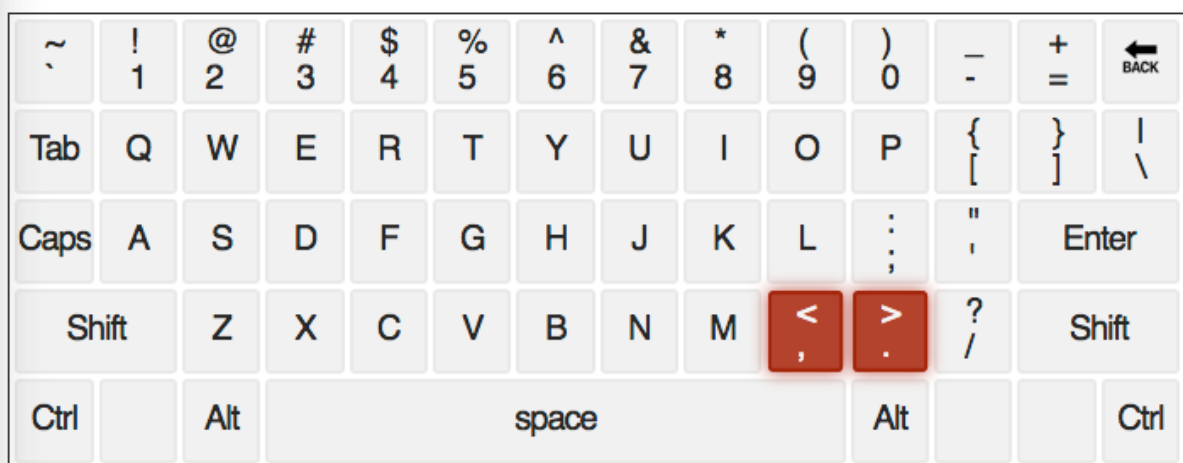 ~ ! @ # $ % ^ & * ( ) _ +
` 1 2 3 4 5 6 7 8 9 0 - = BACK
Tab Q W E R T Y U I O P { } |
[ ] \
Caps A S D F G H J K L : " Enter
; '
Shift Z X C V B N M < > ? Shift
, . /
Ctrl Alt space Alt Ctrl